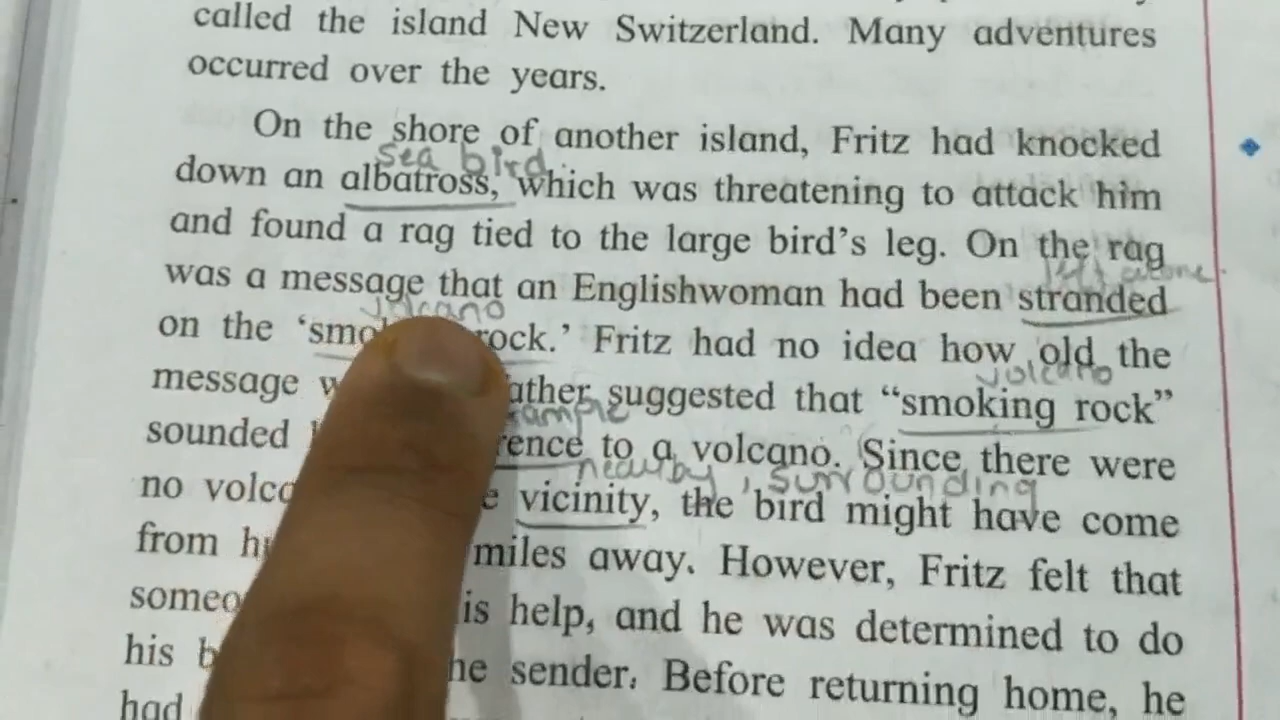 called the island New Switzerland. Many adventures
occurred over the years.
On the shore of another island, Fritz had knocked
sea bird
down an albatross, which was threatening to attack him
and found a rag tied to the large bird's leg. On the rag
left alone
was a message that an Englishwoman had been stranded
volcano
on the 'smo rock.' Fritz had no idea how old the
volcano
message w ather suggested that “smoking rock”
sounded rence to a volcano. Since there were
nearby, surrounding
no volca e vicinity, the bird might have come
from miles away. However, Fritz felt that
someo is help, and he was determined to do
his b he sender. Before returning home, he
had